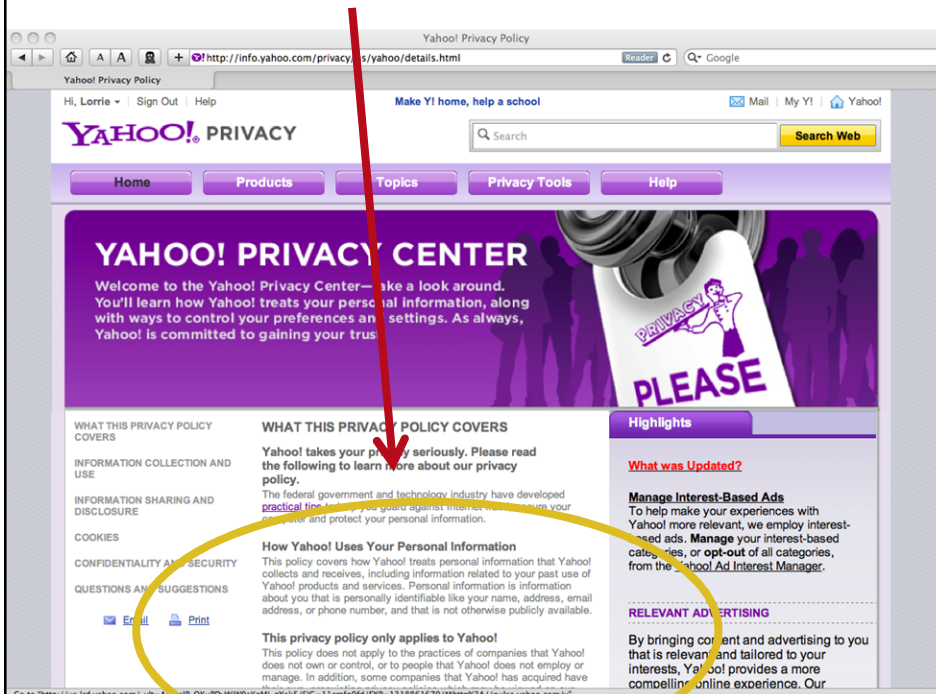 Yahoo! Privacy Policy
A A + http://info.yahoo.com/privacy/us/yahoo/details.html Reader Google
Yahoo! Privacy Policy
Hi, Lorrie Sign Out Help Make Y! home, help a school Mail My Y! Yahoo!
YAHOO! PRIVACY Search Search Web
Home Products Topics Privacy Tools Help
YAHOO! PRIVACY CENTER
Welcome to the Yahoo! Privacy Center—take a look around.
You'll learn how Yahoo! treats your personal information, along
with ways to control your preferences and settings. As always,
Yahoo! is committed to gaining your trust.
PRIVACY
PLEASE
WHAT THIS PRIVACY POLICY
COVERS
INFORMATION COLLECTION AND
USE
INFORMATION SHARING AND
DISCLOSURE
COOKIES
CONFIDENTIALITY AND SECURITY
QUESTIONS AND SUGGESTIONS
Email Print
WHAT THIS PRIVACY POLICY COVERS
Yahoo! takes your privacy seriously. Please read
the following to learn more about our privacy
policy.
The federal government and technology industry have developed
practical tips to help you guard against Internet fraud, secure your
computer and protect your personal information.
How Yahoo! Uses Your Personal Information
This policy covers how Yahoo! treats personal information that Yahoo!
collects and receives, including information related to your past use of
Yahoo! products and services. Personal information is information
about you that is personally identifiable like your name, address, email
address, or phone number, and that is not otherwise publicly available.
This privacy policy only applies to Yahoo!
This policy does not apply to the practices of companies that Yahoo!
does not own or control, or to people that Yahoo! does not employ or
manage. In addition, some companies that Yahoo! has acquired have
Highlights
What was Updated?
Manage Interest-Based Ads
To help make your experiences with
Yahoo! more relevant, we employ interest-
based ads. Manage your interest-based
categories, or opt-out of all categories,
from the Yahoo! Ad Interest Manager.
RELEVANT ADVERTISING
By bringing content and advertising to you
that is relevant and tailored to your
interests, Yahoo! provides a more
compelling online experience. Our